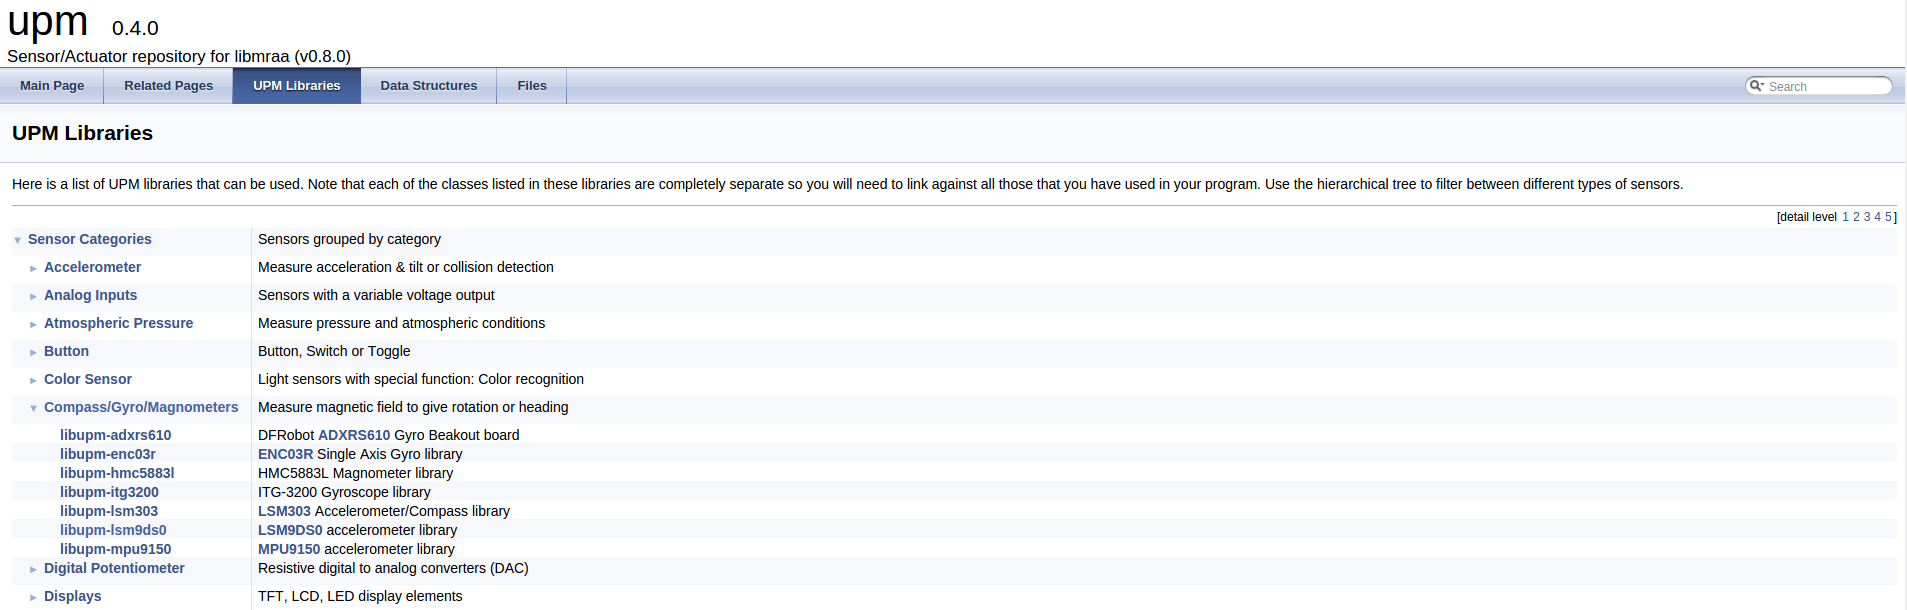 upm 0.4.0
Sensor/Actuator repository for libmraa (v0.8.0)
Main Page Related Pages UPM Libraries Data Structures Files Search
UPM Libraries
Here is a list of UPM libraries that can be used. Note that each of the classes listed in these libraries are completely separate so you will need to link against all those that you have used in your program. Use the hierarchical tree to filter between different types of sensors.
[detail level 1 2 3 4 5]
Sensor Categories Sensors grouped by category
Accelerometer Measure acceleration & tilt or collision detection
Analog Inputs Sensors with a variable voltage output
Atmospheric Pressure Measure pressure and atmospheric conditions
Button Button, Switch or Toggle
Color Sensor Light sensors with special function: Color recognition
Compass/Gyro/Magnometers Measure magnetic field to give rotation or heading
libupm-adxrs610 DFRobot ADXRS610 Gyro Beakout board
libupm-enc03r ENC03R Single Axis Gyro library
libupm-hmc5883l HMC5883L Magnometer library
libupm-itg3200 ITG-3200 Gyroscope library
libupm-lsm303 LSM303 Accelerometer/Compass library
libupm-lsm9ds0 LSM9DS0 accelerometer library
libupm-mpu9150 MPU9150 accelerometer library
Digital Potentiometer Resistive digital to analog converters (DAC)
Displays TFT, LCD, LED display elements